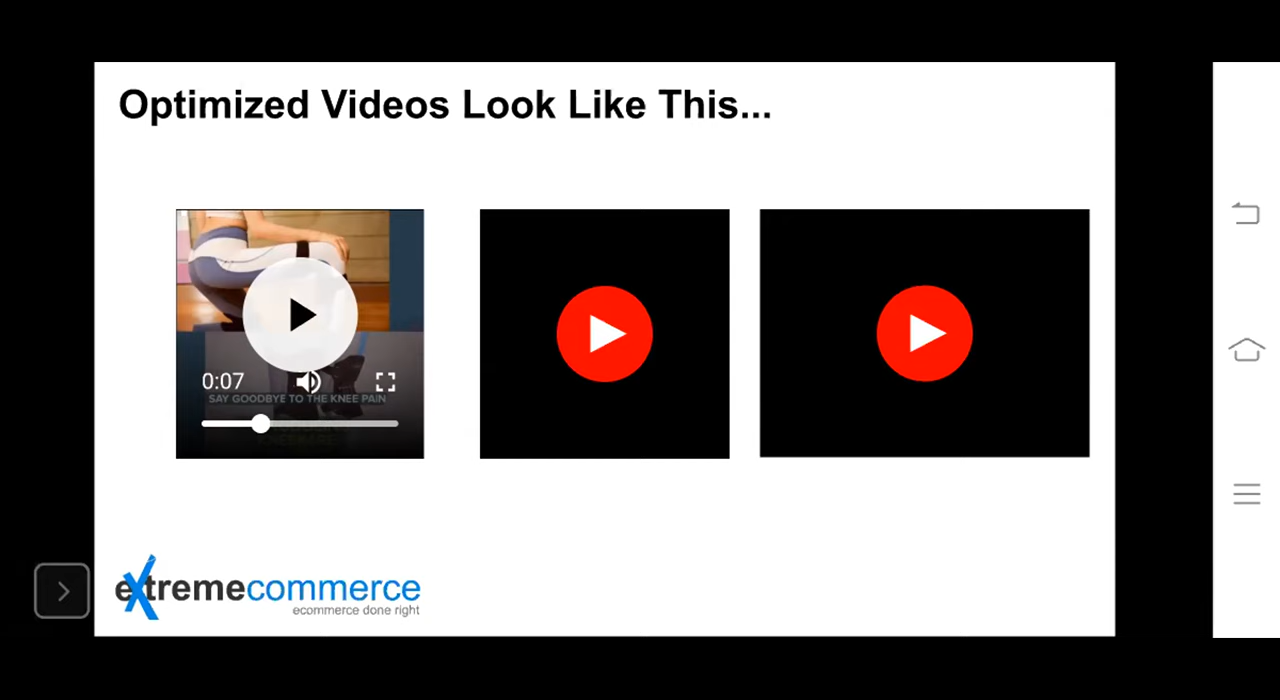 Optimized Videos Look Like This...
0:07
SAY GOODBYE TO THE KNEE PAIN
extremecommerce
ecommerce done right